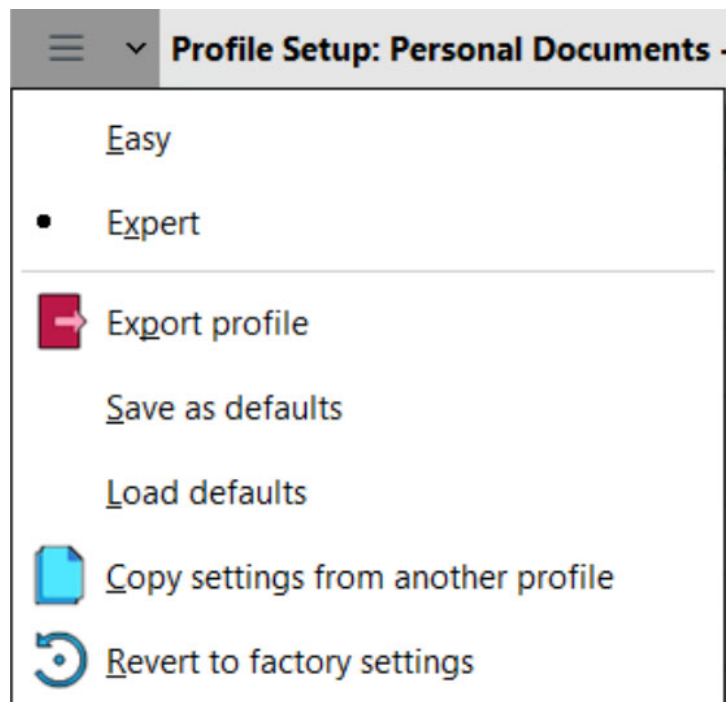 Profile Setup: Personal Documents -
Easy
Expert
Export profile
Save as defaults
Load defaults
Copy settings from another profile
Revert to factory settings